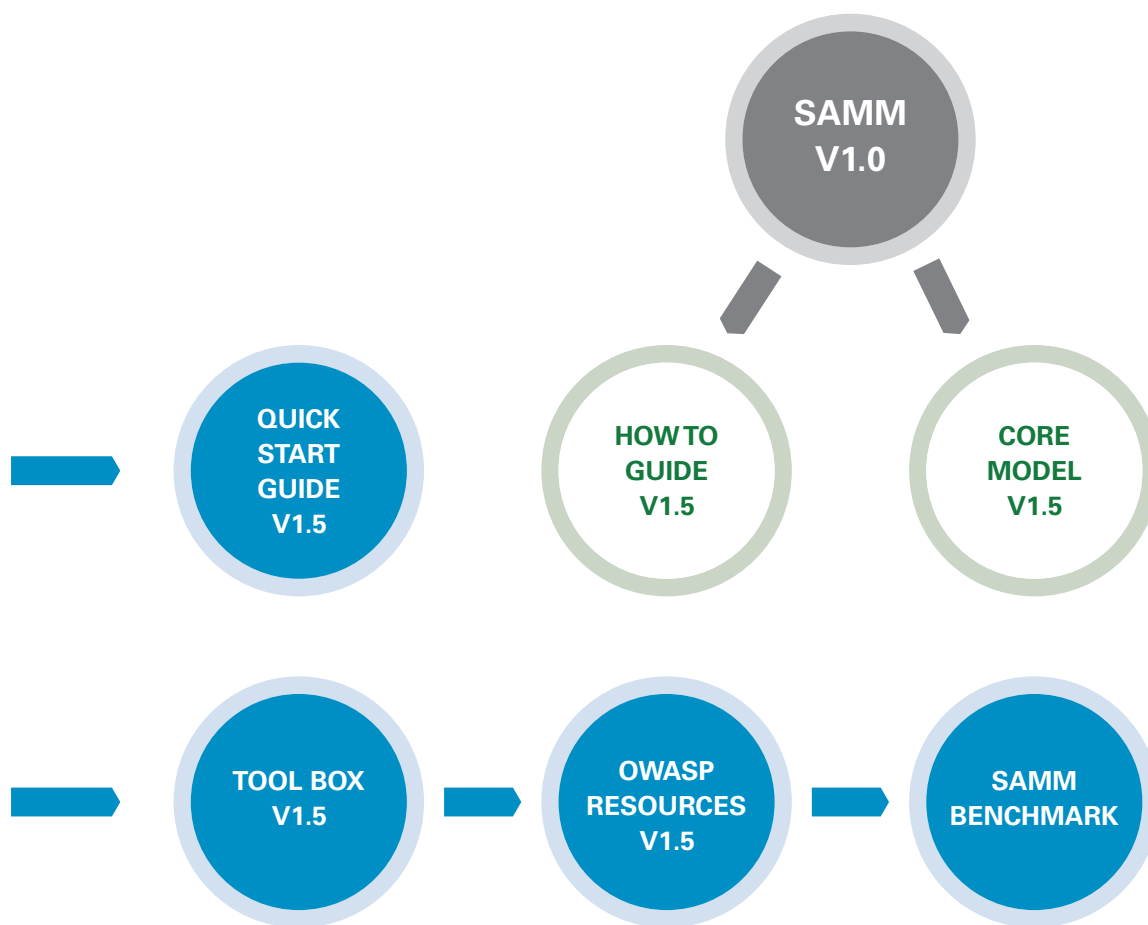 SAMM
V1.0
QUICK
START
GUIDE
V1.5
HOW TO
GUIDE
V1.5
CORE
MODEL
V1.5
TOOL BOX
V1.5
OWASP
RESOURCES
V1.5
SAMM
BENCHMARK